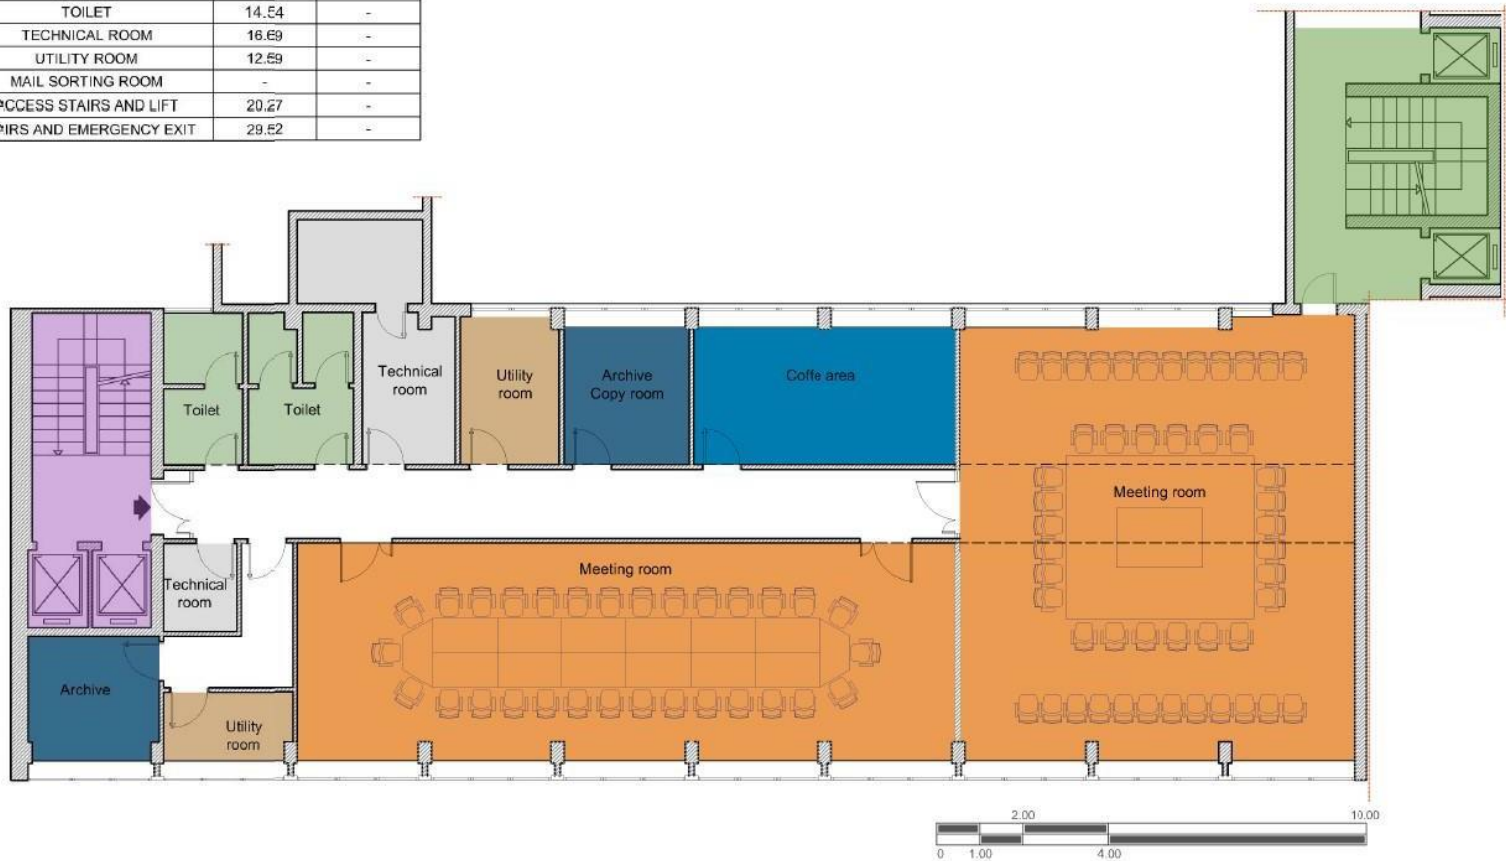 TOILET 14.54 -
TECHNICAL ROOM 16.69 -
UTILITY ROOM 12.59 -
MAIL SORTING ROOM - -
ACCESS STAIRS AND LIFT 20.27 -
AIRS AND EMERGENCY EXIT 29.52 -
Technical
room
Utility
room
Archive
Copy room
Coffe area
Toilet
Toilet
Meeting room
Meeting room
Technical
room
Archive
Utility
room
2.00 10.00
0 1.00 4.00